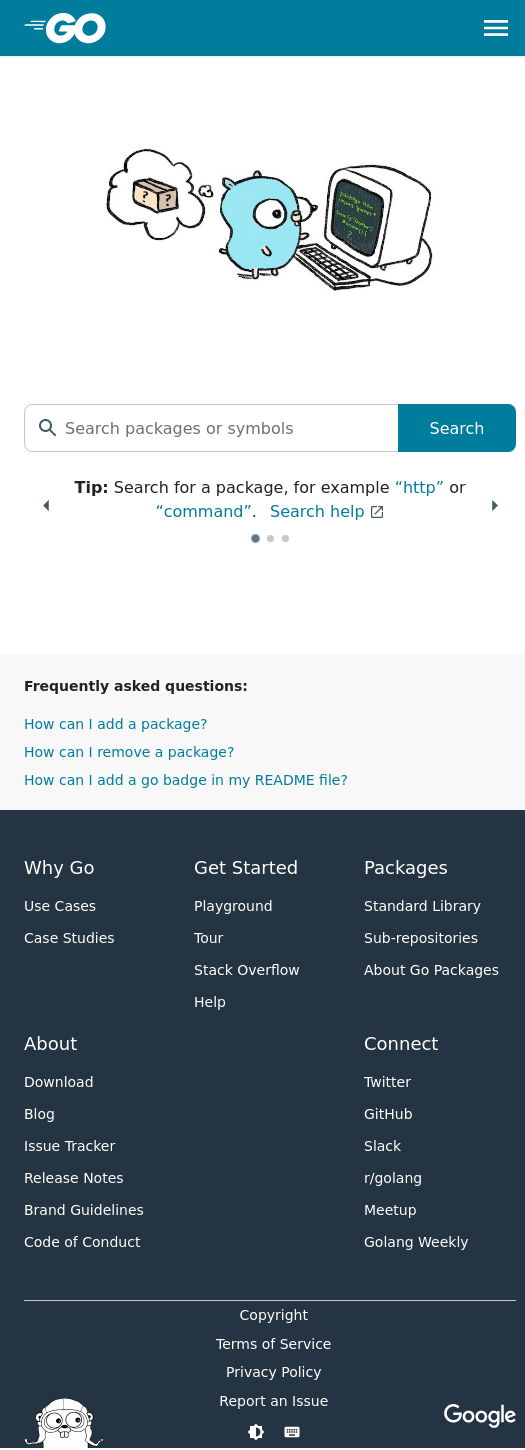 GO
? ?
Search packages or symbols
Search
Tip: Search for a package, for example “http” or
“command”. Search help
Frequently asked questions:
How can I add a package?
How can I remove a package?
How can I add a go badge in my README file?
Why Go
Use Cases
Case Studies
Get Started
Playground
Tour
Stack Overflow
Help
Packages
Standard Library
Sub-repositories
About Go Packages
About
Download
Blog
Issue Tracker
Release Notes
Brand Guidelines
Code of Conduct
Connect
Twitter
GitHub
Slack
r/golang
Meetup
Golang Weekly
Copyright
Terms of Service
Privacy Policy
Report an Issue
Google